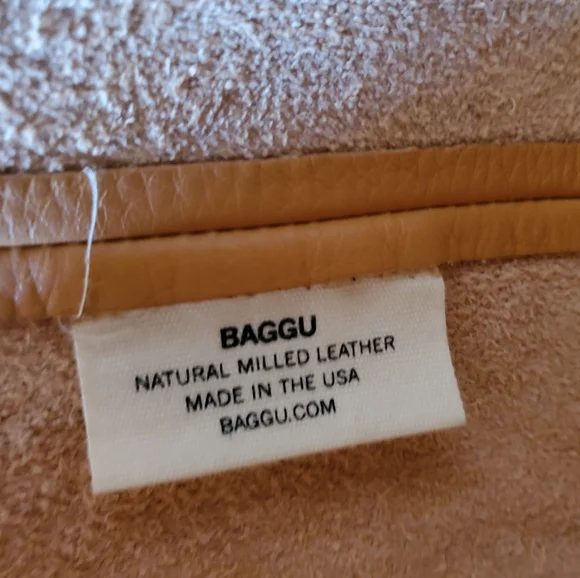 BAGGU
NATURAL MILLED LEATHER
MADE IN THE USA
BAGGU.COM